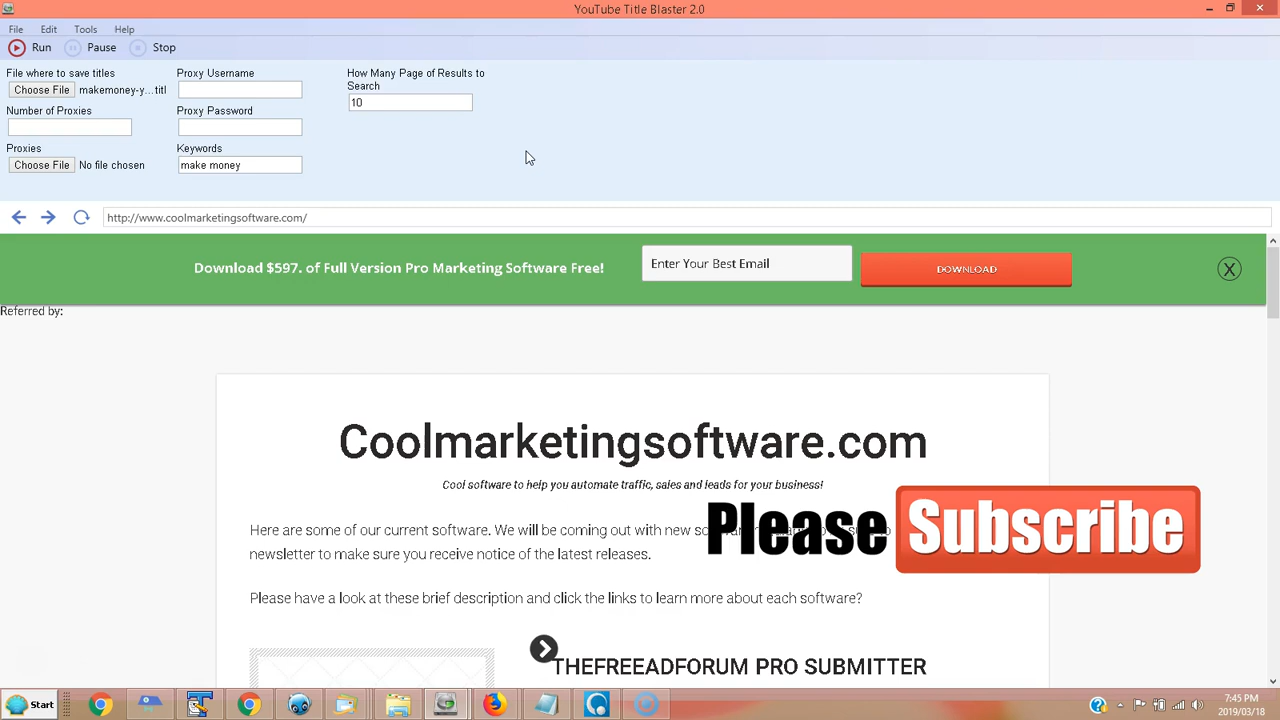 YouTube Title Blaster 2.0
File Edit Tools Help
Run Pause Stop
File where to save titles
Choose File makemoney-y...titl
Number of Proxies
Proxies
Choose File No file chosen
Proxy Username
Proxy Password
Keywords
make money
How Many Page of Results to
Search
10
http://www.coolmarketingsoftware.com/
Download $597. of Full Version Pro Marketing Software Free!
Enter Your Best Email
DOWNLOAD
X
Referred by:
Coolmarketingsoftware.com
Cool software to help you automate traffic, sales and leads for your business!
Here are some of our current software. We will be coming out with new
newsletter to make sure you receive notice of the latest releases.
Please Subscribe
Please have a look at these brief description and click the links to learn more about each software?
THEFREEADFORUM PRO SUBMITTER
Start
7:45 PM
2019/03/18